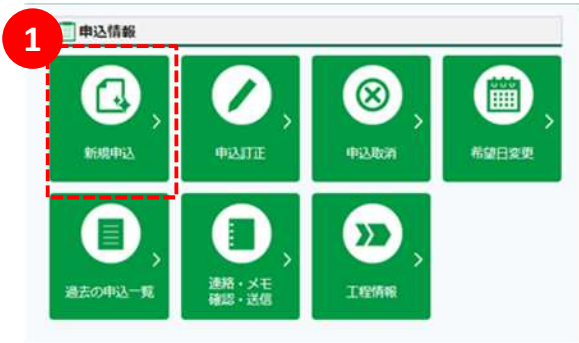 1
申込情報
新規申込
申込訂正
申込取消
希望日変更
過去の申込一覧
連絡・メモ
確認・送信
工程情報